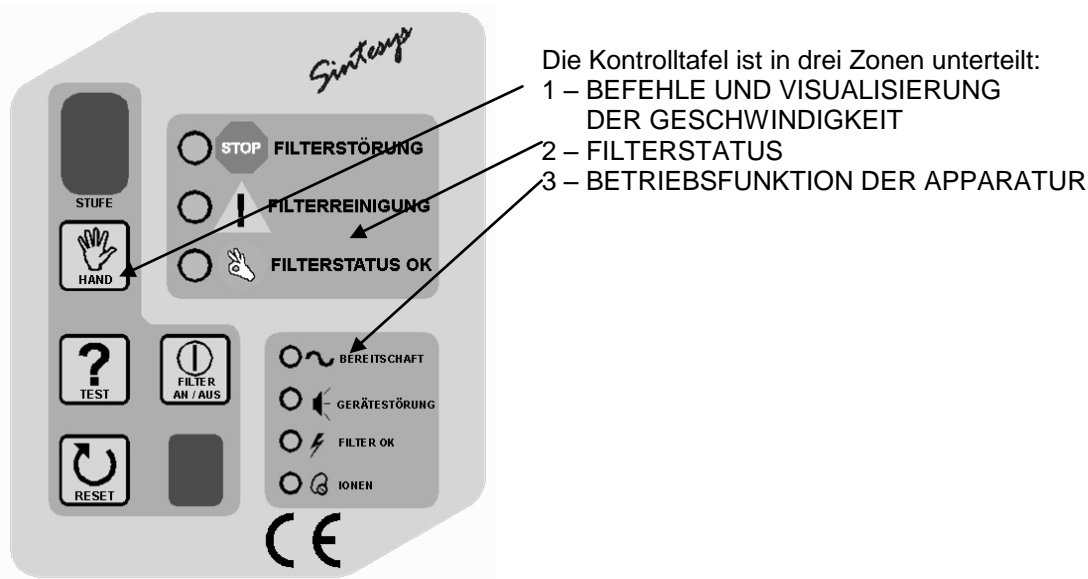 Sintesys
Die Kontrolltafel ist in drei Zonen unterteilt:
1 – BEFEHLE UND VISUALISIERUNG
DER GESCHWINDIGKEIT
2 – FILTERSTATUS
3 – BETRIEBSFUNKTION DER APPARATUR
STUFE
HAND
TEST
FILTER
AN / AUS
RESET
STOP FILTERSTÖRUNG
! FILTERREINIGUNG
FILTERSTATUS OK
BEREITSCHAFT
GERÄTESTÖRUNG
FILTER OK
IONEN
CE